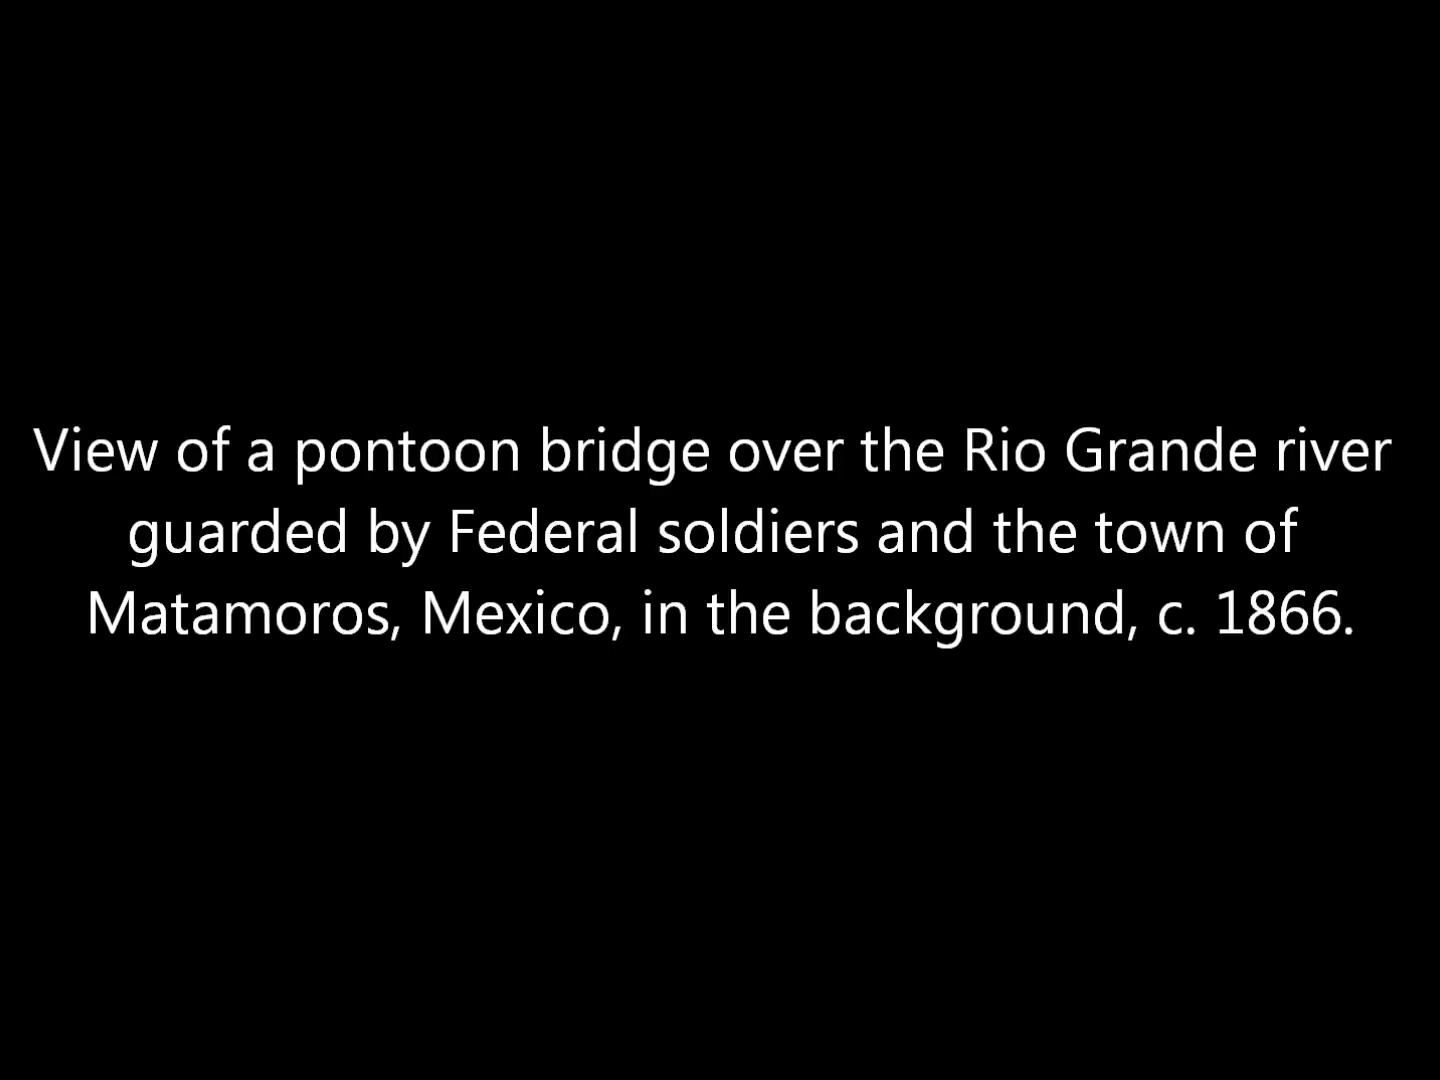 View of a pontoon bridge over the Rio Grande river
guarded by Federal soldiers and the town of
Matamoros, Mexico, in the background, c. 1866.